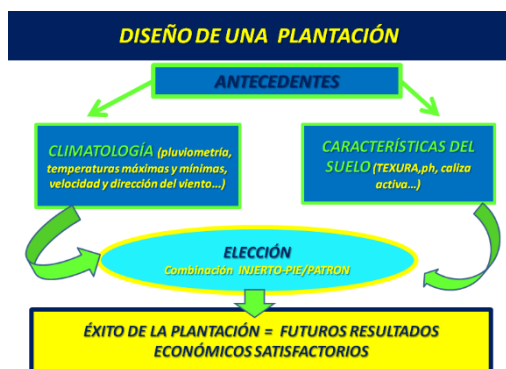 DISEÑO DE UNA PLANTACIÓN
ANTECEDENTES
CLIMATOLOGÍA (pluviometría,
temperaturas máximas y mínimas,
velocidad y dirección del viento...)
CARACTERÍSTICAS DEL
SUELO (TEXURA,ph, caliza
activa...)
ELECCIÓN
Combinación INJERTO-PIE/PATRON
ÉXITO DE LA PLANTACIÓN = FUTUROS RESULTADOS
ECONÓMICOS SATISFACTORIOS